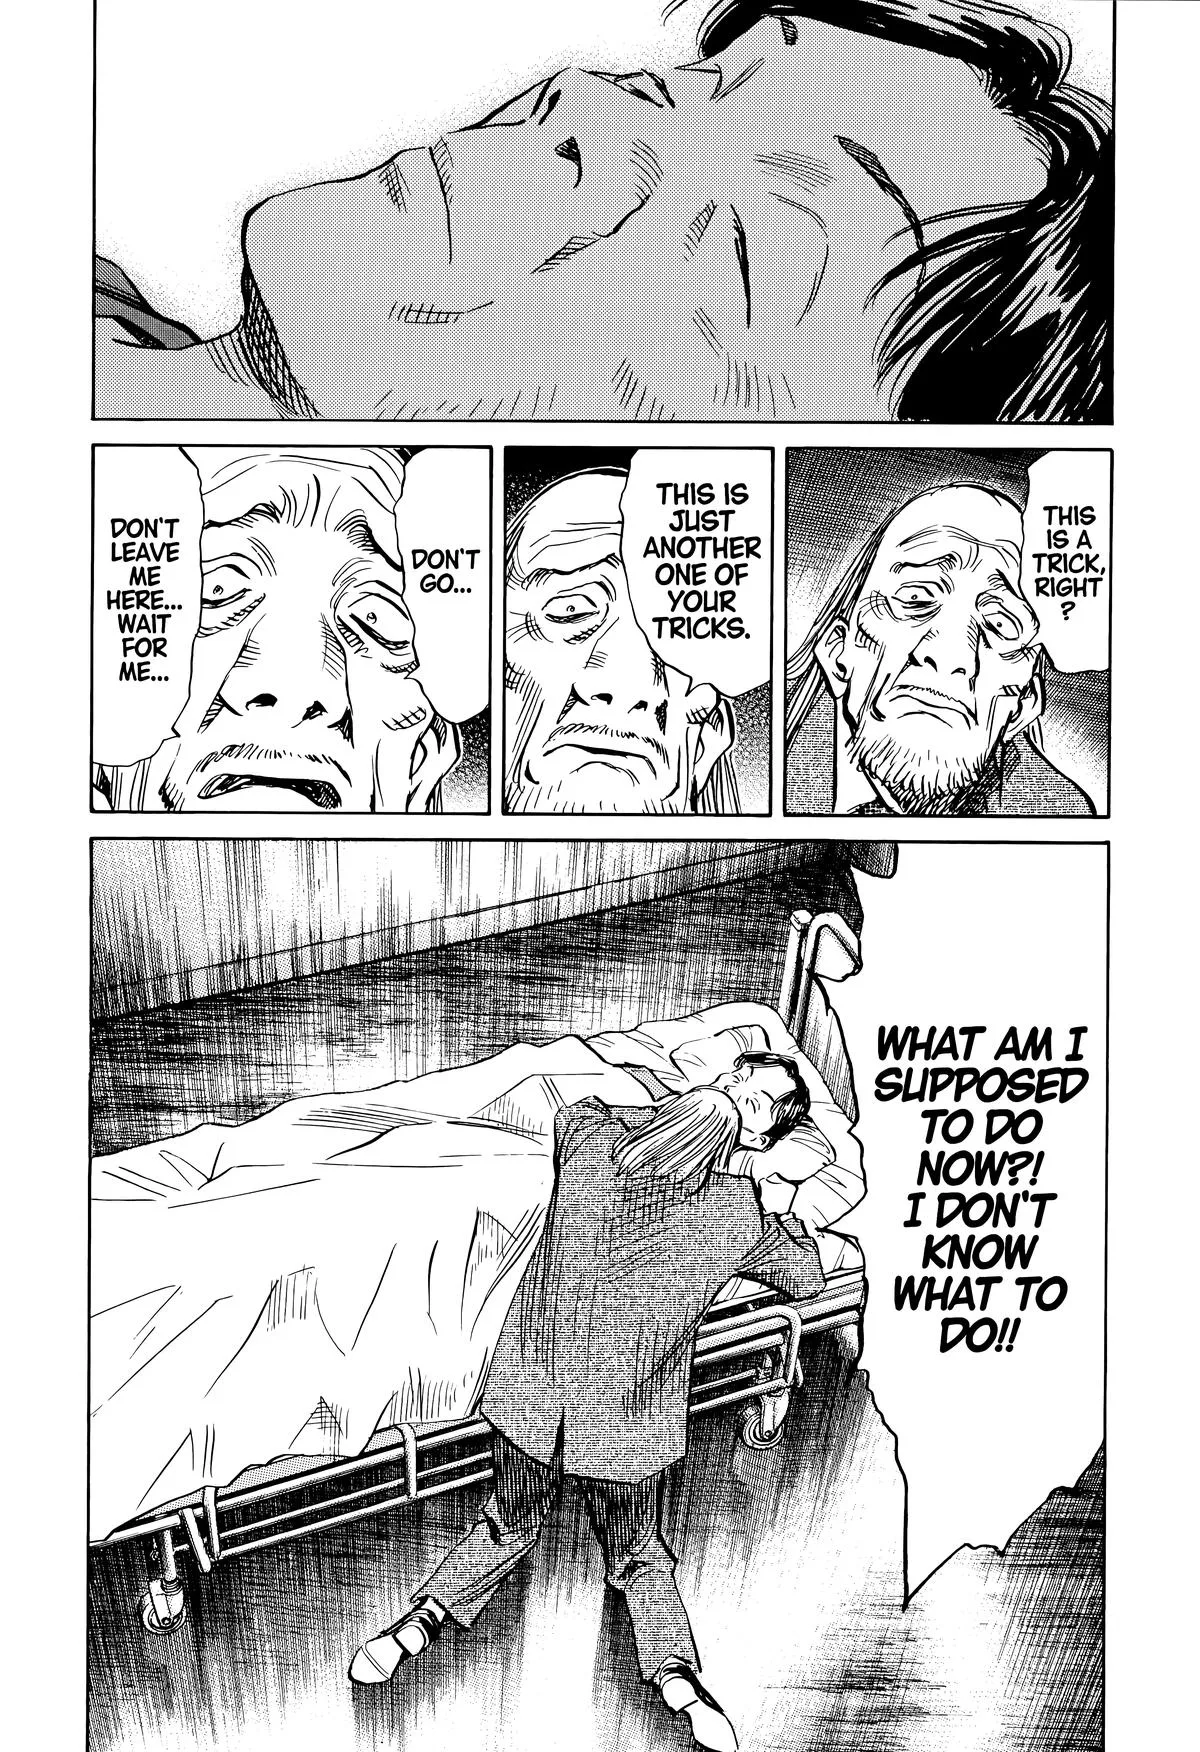 THIS
IS A
TRICK,
RIGHT
?
THIS IS
JUST
ANOTHER
ONE OF
YOUR
TRICKS.
DON'T
GO...
DON'T
LEAVE
ME
HERE...
WAIT
FOR
ME...
WHAT AM I
SUPPOSED
TO DO
NOW?!
I DON'T
KNOW
WHAT TO
DO!!